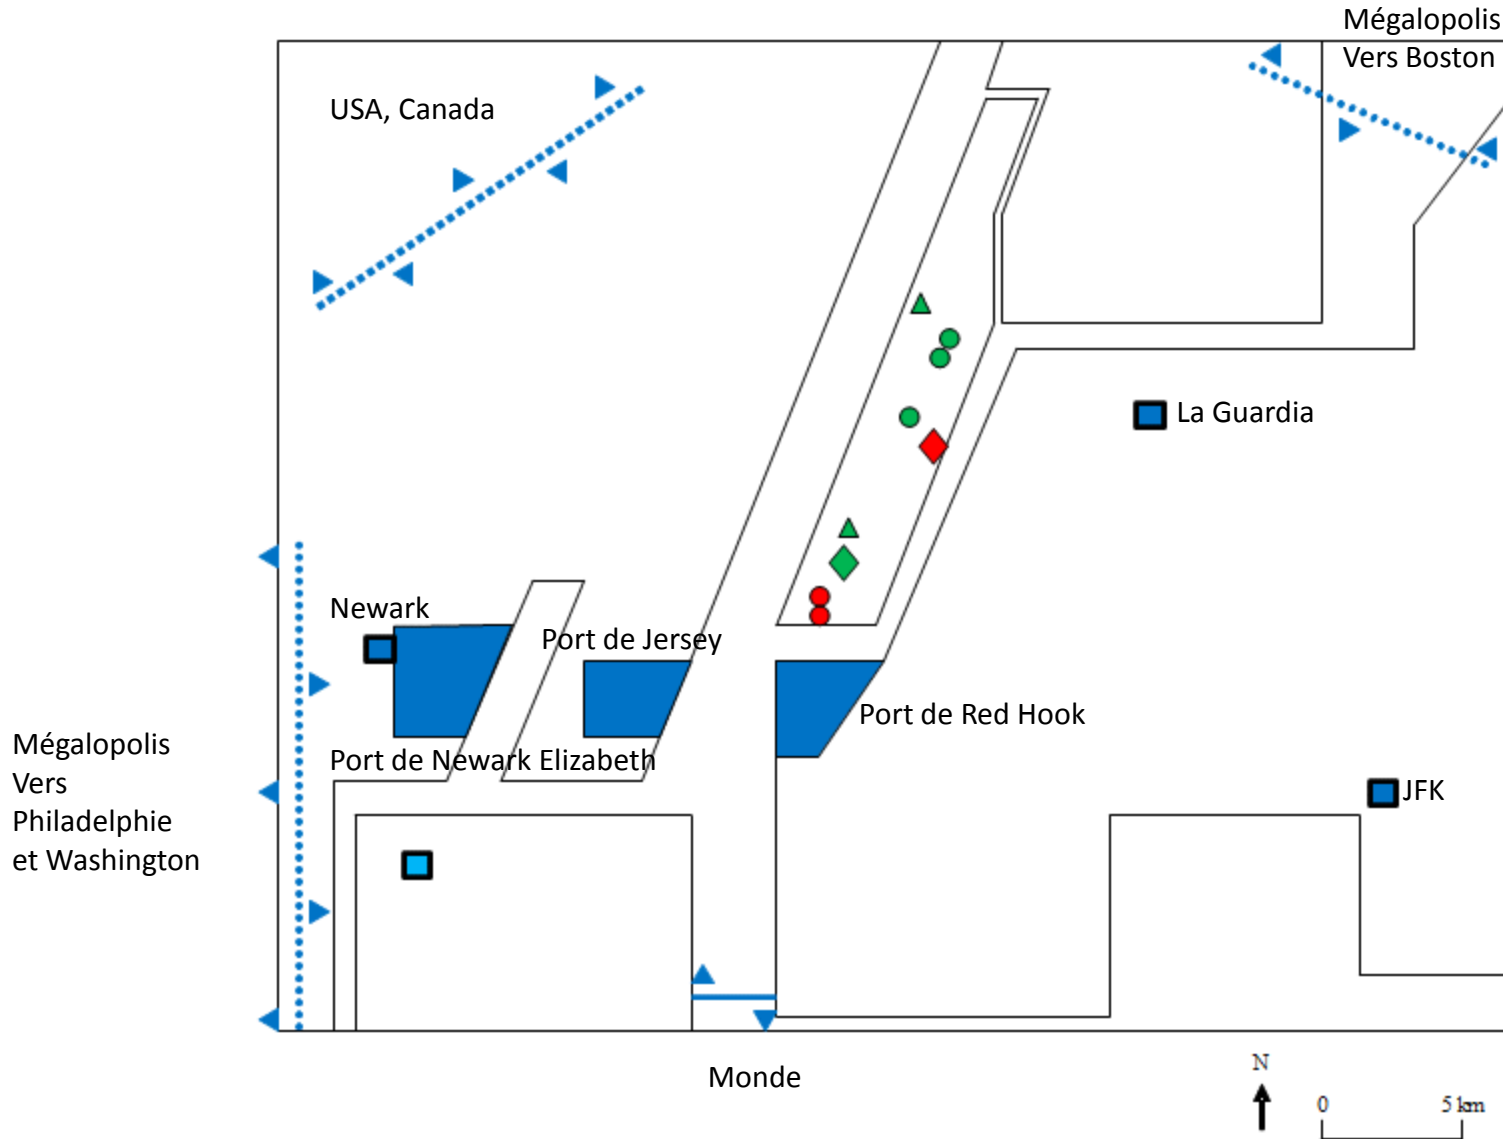 Mégalopolis
Vers Boston
USA, Canada
La Guardia
Newark
Port de Jersey
Port de Red Hook
Port de Newark Elizabeth
Mégalopolis
Vers
Philadelphie
et Washington
JFK
Monde
N
0
5 km